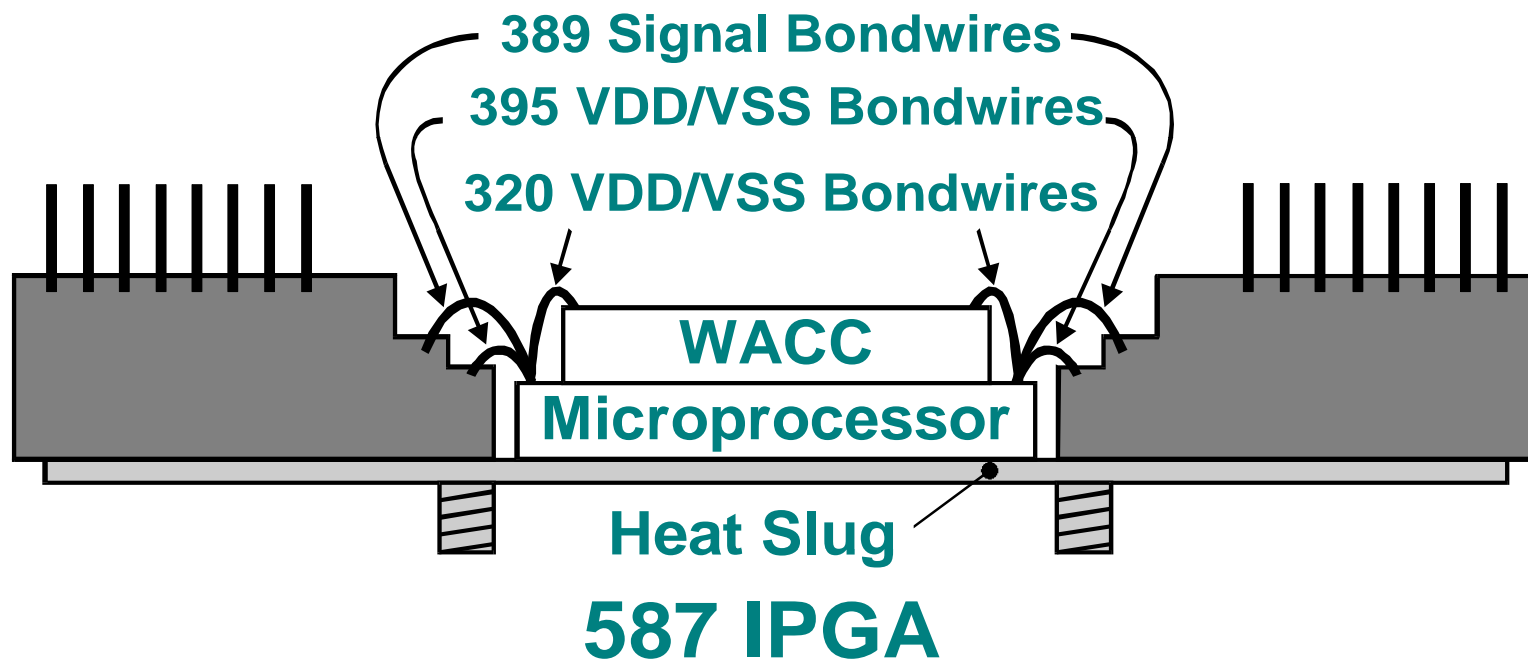 389 Signal Bondwires
395 VDD/VSS Bondwires
320 VDD/VSS Bondwires
WACC
Microprocessor
Heat Slug
587 IPGA